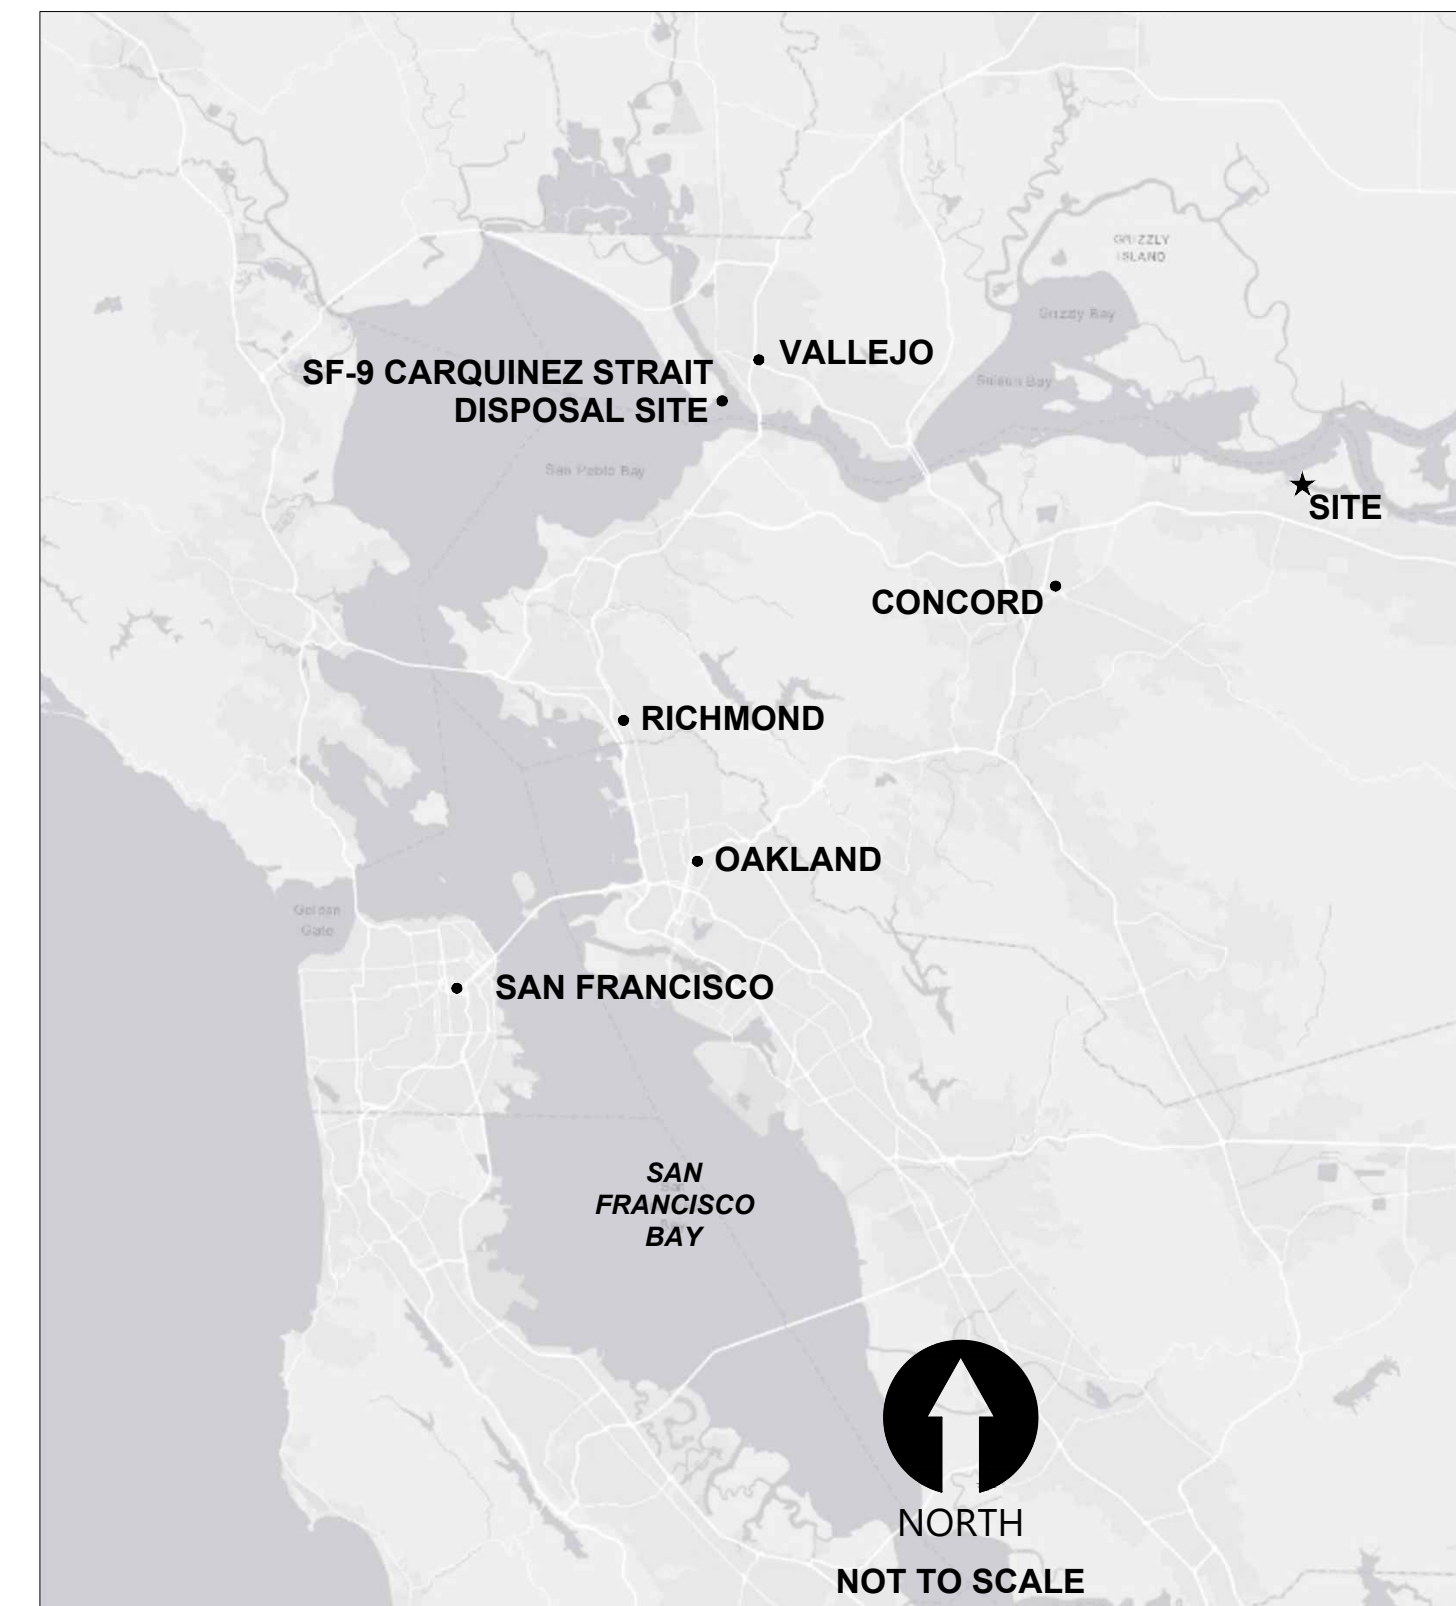 GRIZZLY
ISLAND
Grizzly Bay
VALLEJO
SF-9 CARQUINEZ STRAIT
DISPOSAL SITE
Suisun Bay
San Pablo Bay
SITE
CONCORD
RICHMOND
OAKLAND
Golden
Gate
SAN FRANCISCO
SAN
FRANCISCO
BAY
NORTH
NOT TO SCALE